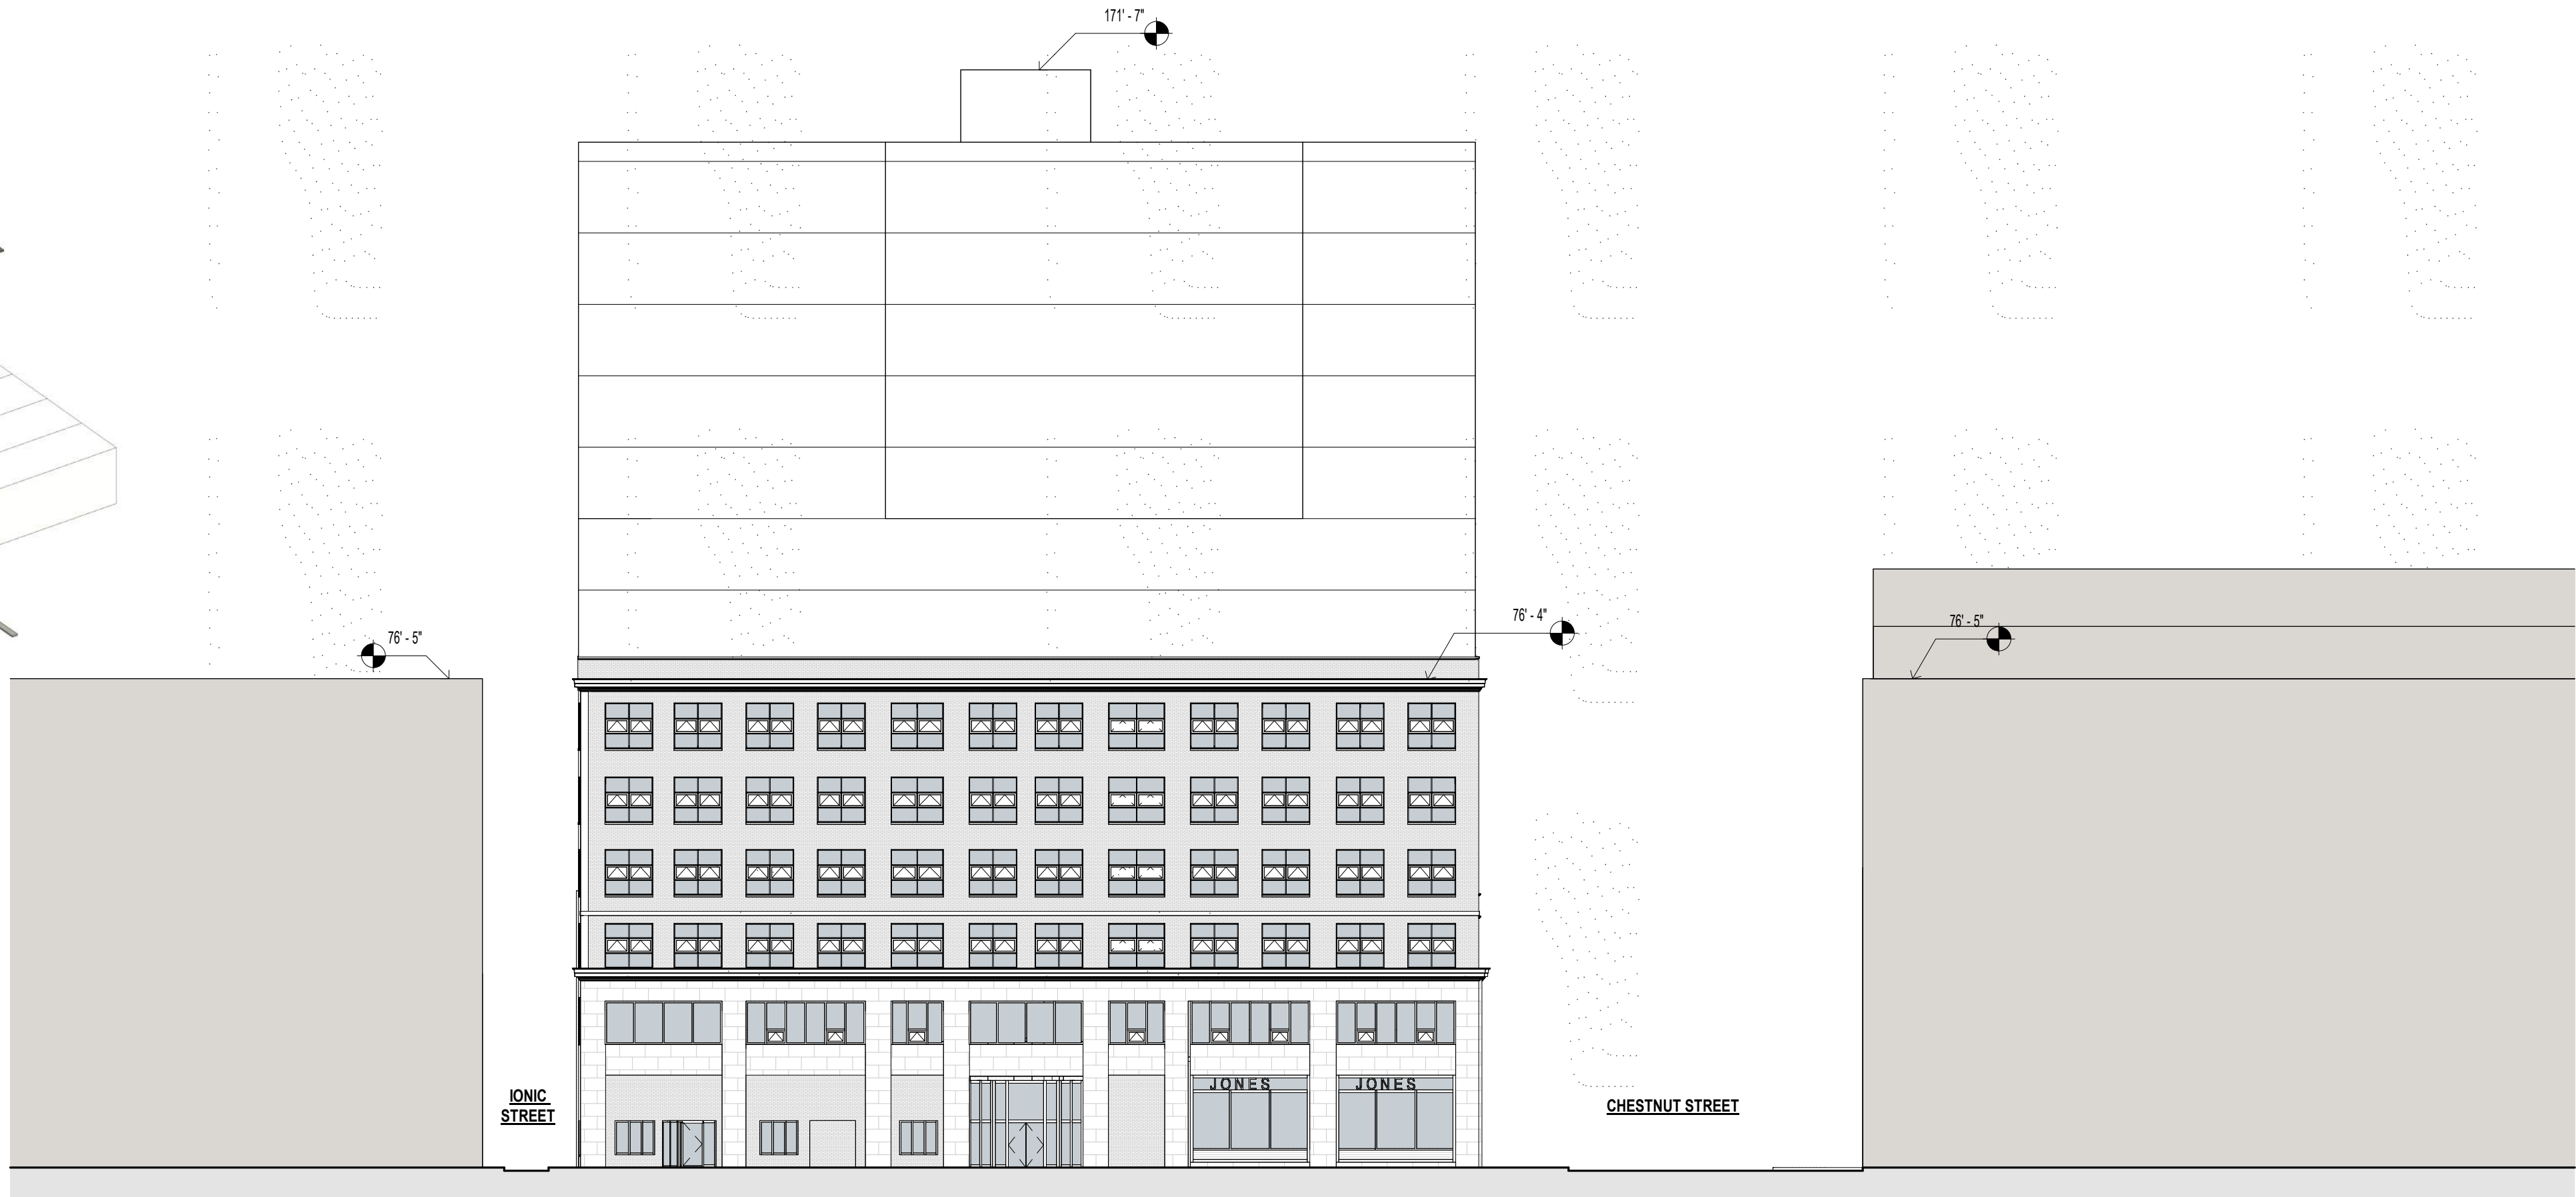 171' - 7"
76' - 5"
76' - 4"
76' - 5"
JONES
JONES
IONIC
STREET
CHESTNUT STREET